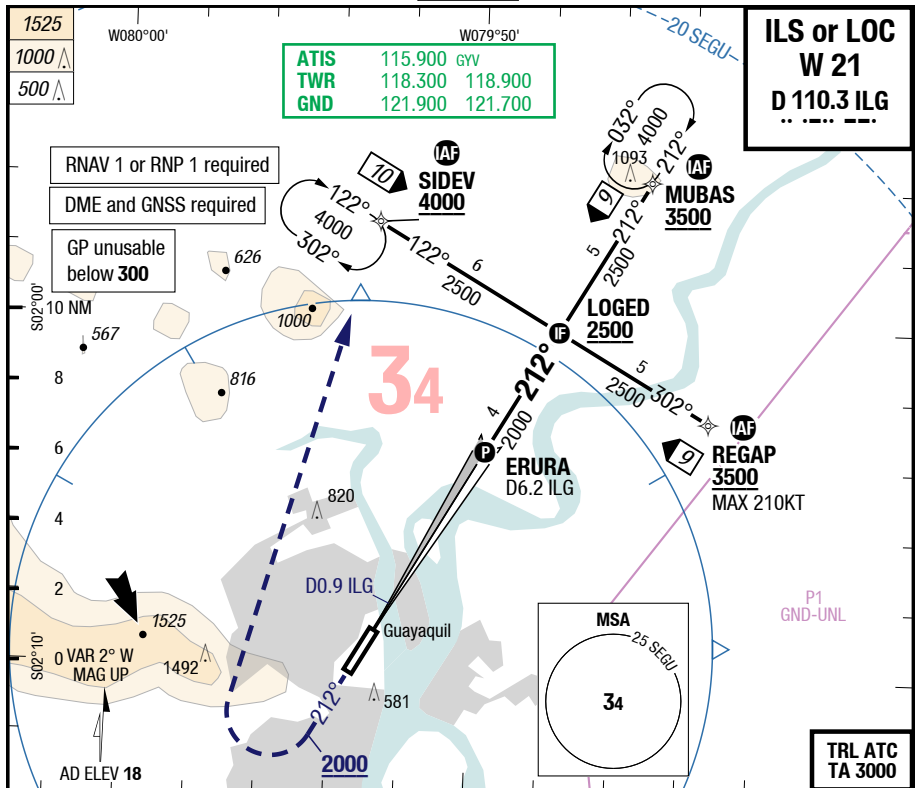 1525
1000
500
W080°00'
W079°50'
20 SEGU
ILS or LOC
W 21
D 110.3 ILG
ATIS 115.900 GYV
TWR 118.300 118.900
GND 121.900 121.700
RNAV 1 or RNP 1 required
DME and GNSS required
GP unusable
below 300
IAF
SIDEV
4000
10
122°
4000
302°
032°
4000
212°
1093
IAF
MUBAS
3500
9
212°
5
2500
122°
6
2500
LOGED
2500
IF
5
2500
302°
IAF
REGAP
3500
MAX 210KT
9
212°
4
2000
P
ERURA
D6.2 ILG
S02°00'
10 NM
8
6
4
2
0
S02°10'
626
567
1000
816
34
820
D0.9 ILG
Guayaquil
1525
VAR 2° W
MAG UP
1492
581
212°
2000
AD ELEV 18
P1
GND-UNL
MSA
25 SEGU
34
TRL ATC
TA 3000